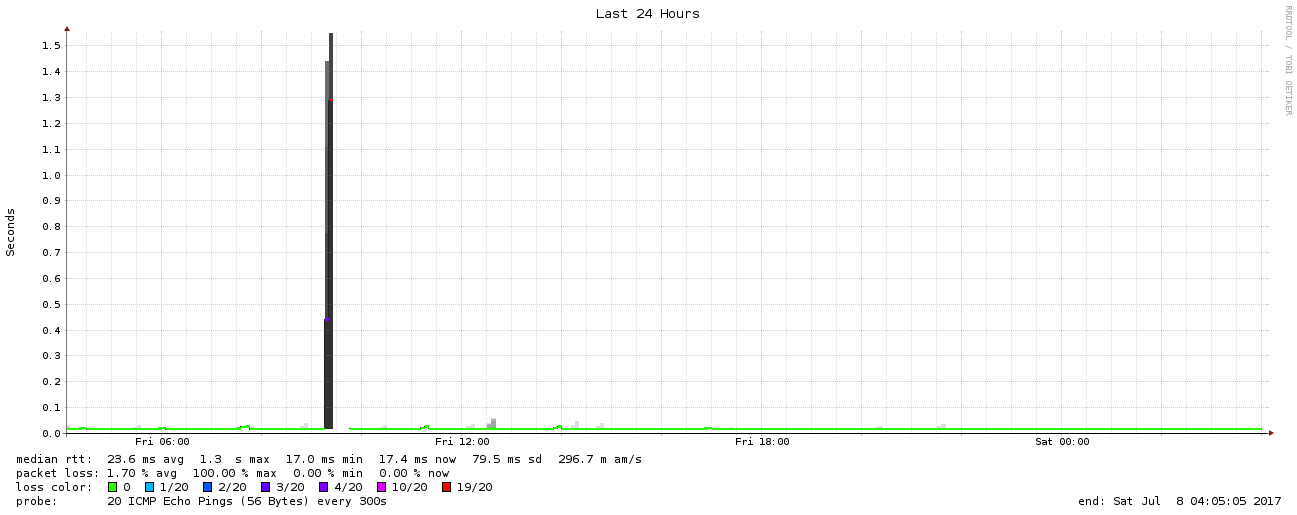 Last 24 Hours
RRDTOOL / TOBI OETIKER
Seconds
1.5
1.4
1.3
1.2
1.1
1.0
0.9
0.8
0.7
0.6
0.5
0.4
0.3
0.2
0.1
0.0
Fri 06:00 Fri 12:00 Fri 18:00 Sat 00:00
median rtt: 23.6 ms avg 1.3 s max 17.0 ms min 17.4 ms now 79.5 ms sd 296.7 m am/s
packet loss: 1.70 % avg 100.00 % max 0.00 % min 0.00 % now
loss color: 0 1/20 2/20 3/20 4/20 10/20 19/20
probe: 20 ICMP Echo Pings (56 Bytes) every 300s end: Sat Jul 8 04:05:05 2017